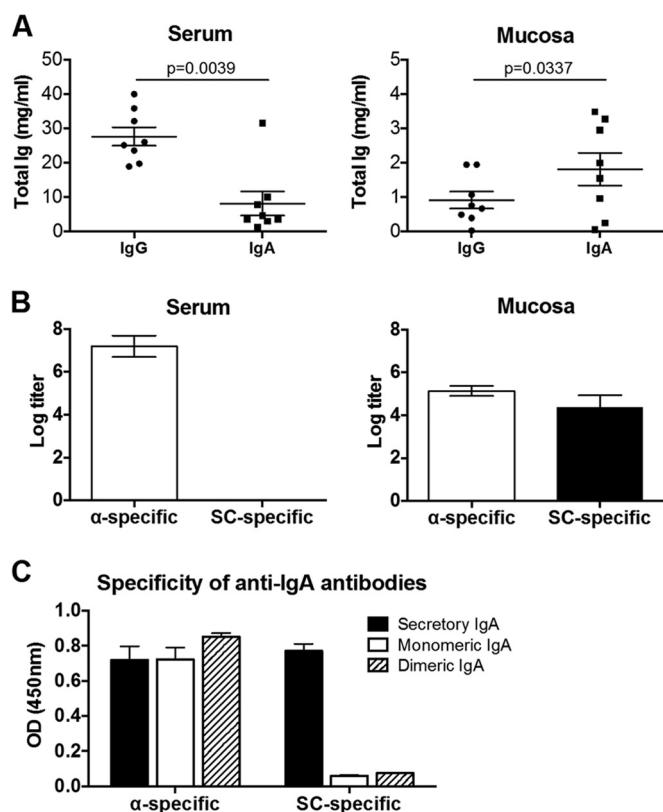 A
Serum
Mucosa
p=0.0039
p=0.0337
Total Ig (mg/ml)
50
40
30
20
10
0
IgG
IgA
Total Ig (mg/ml)
5
4
3
2
1
0
IgG
IgA
B
Serum
Mucosa
Log titer
8
6
4
2
0
α-specific
SC-specific
Log titer
8
6
4
2
0
α-specific
SC-specific
C
Specificity of anti-IgA antibodies
OD (450nm)
1.0
0.8
0.6
0.4
0.2
0.0
α-specific
SC-specific
Secretory IgA
Monomeric IgA
Dimeric IgA